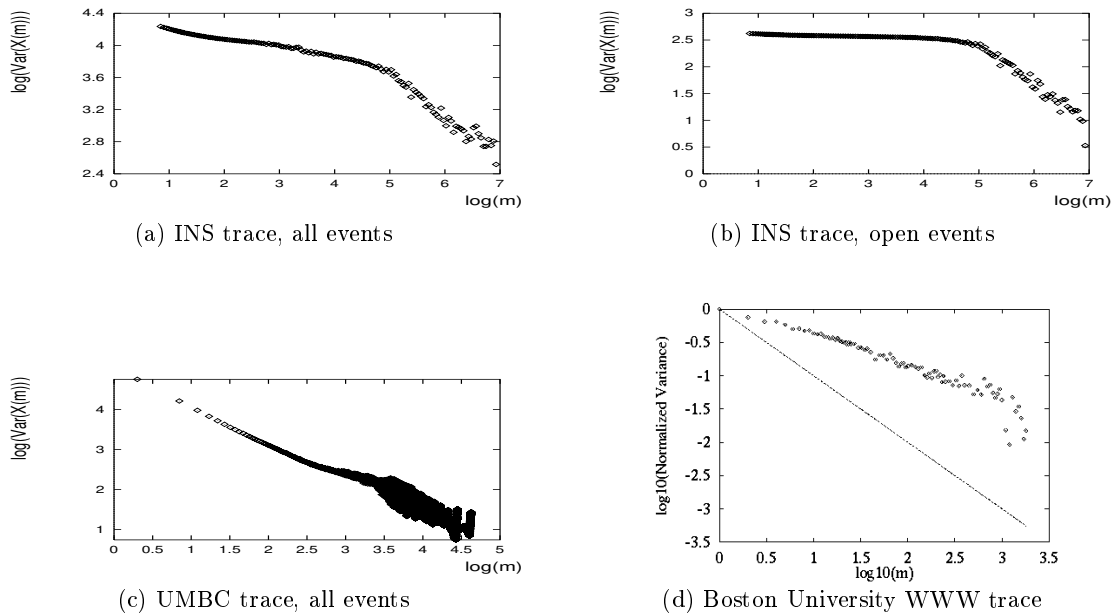 4.4
4
3.6
3.2
2.8
2.4
log(Var(X(m)))
0 1 2 3 4 5 6 7
log(m)
(a) INS trace, all events
3
2.5
2
1.5
1
0.5
0
log(Var(X(m)))
0 1 2 3 4 5 6 7
log(m)
(b) INS trace, open events
4
3
2
1
log(Var(X(m)))
0 0.5 1 1.5 2 2.5 3 3.5 4 4.5 5
log(m)
(c) UMBC trace, all events
0
-0.5
-1
-1.5
-2
-2.5
-3
-3.5
log10(Normalized Variance)
0 0.5 1 1.5 2 2.5 3 3.5
log10(m)
(d) Boston University WWW trace